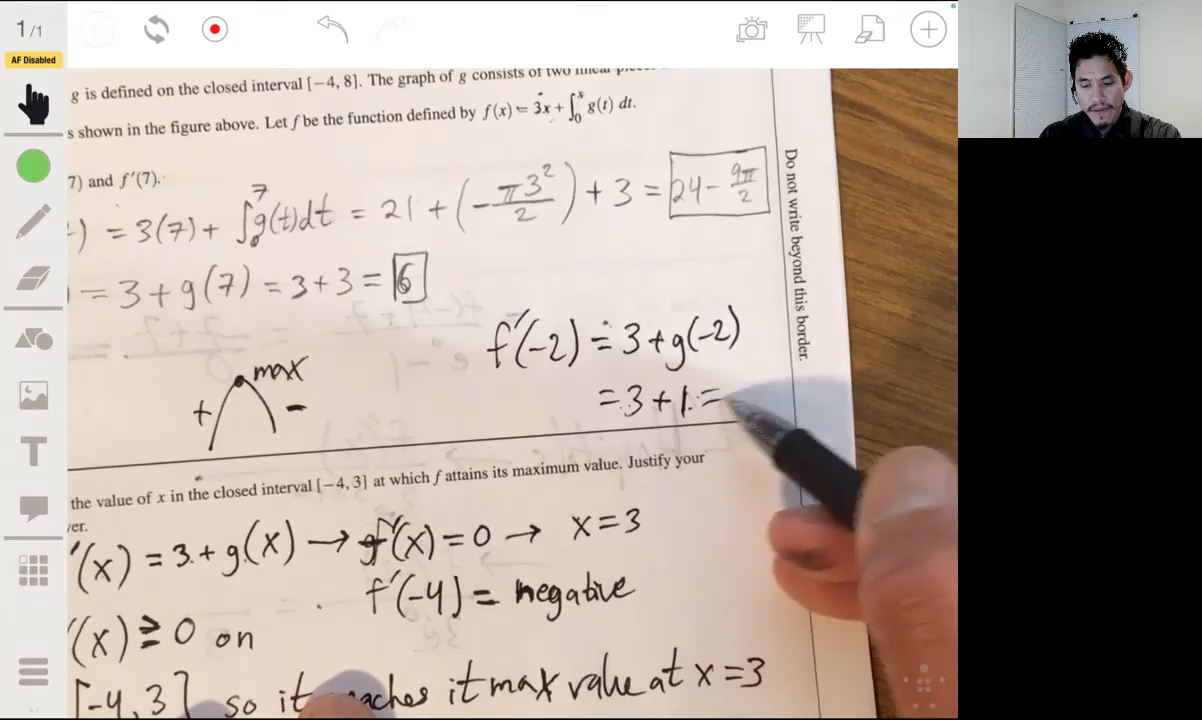 1/1
AF Disabled
g is defined on the closed interval [−4, 8]. The graph of g consists of two linear
s shown in the figure above. Let f be the function defined by f(x) = 3x + ∫₀ˣ g(t) dt.
7) and f′(7).
) = 3(7) + ∫₀⁷ g(t)dt = 21 + (−π3²/2) + 3 = 24 − 9π/2
) = 3 + g(7) = 3 + 3 = 6
f′(−2) = 3 + g(−2)
= 3 + 1 =
max
+ −
the value of x in the closed interval [−4, 3] at which f attains its maximum value. Justify your
er.
′(x) = 3 + g(x) → f′(x) = 0 → x = 3
f′(−4) = negative
′(x) ≥ 0 on
[−4, 3] so it reaches it max value at x = 3
Do not write beyond this border.
T